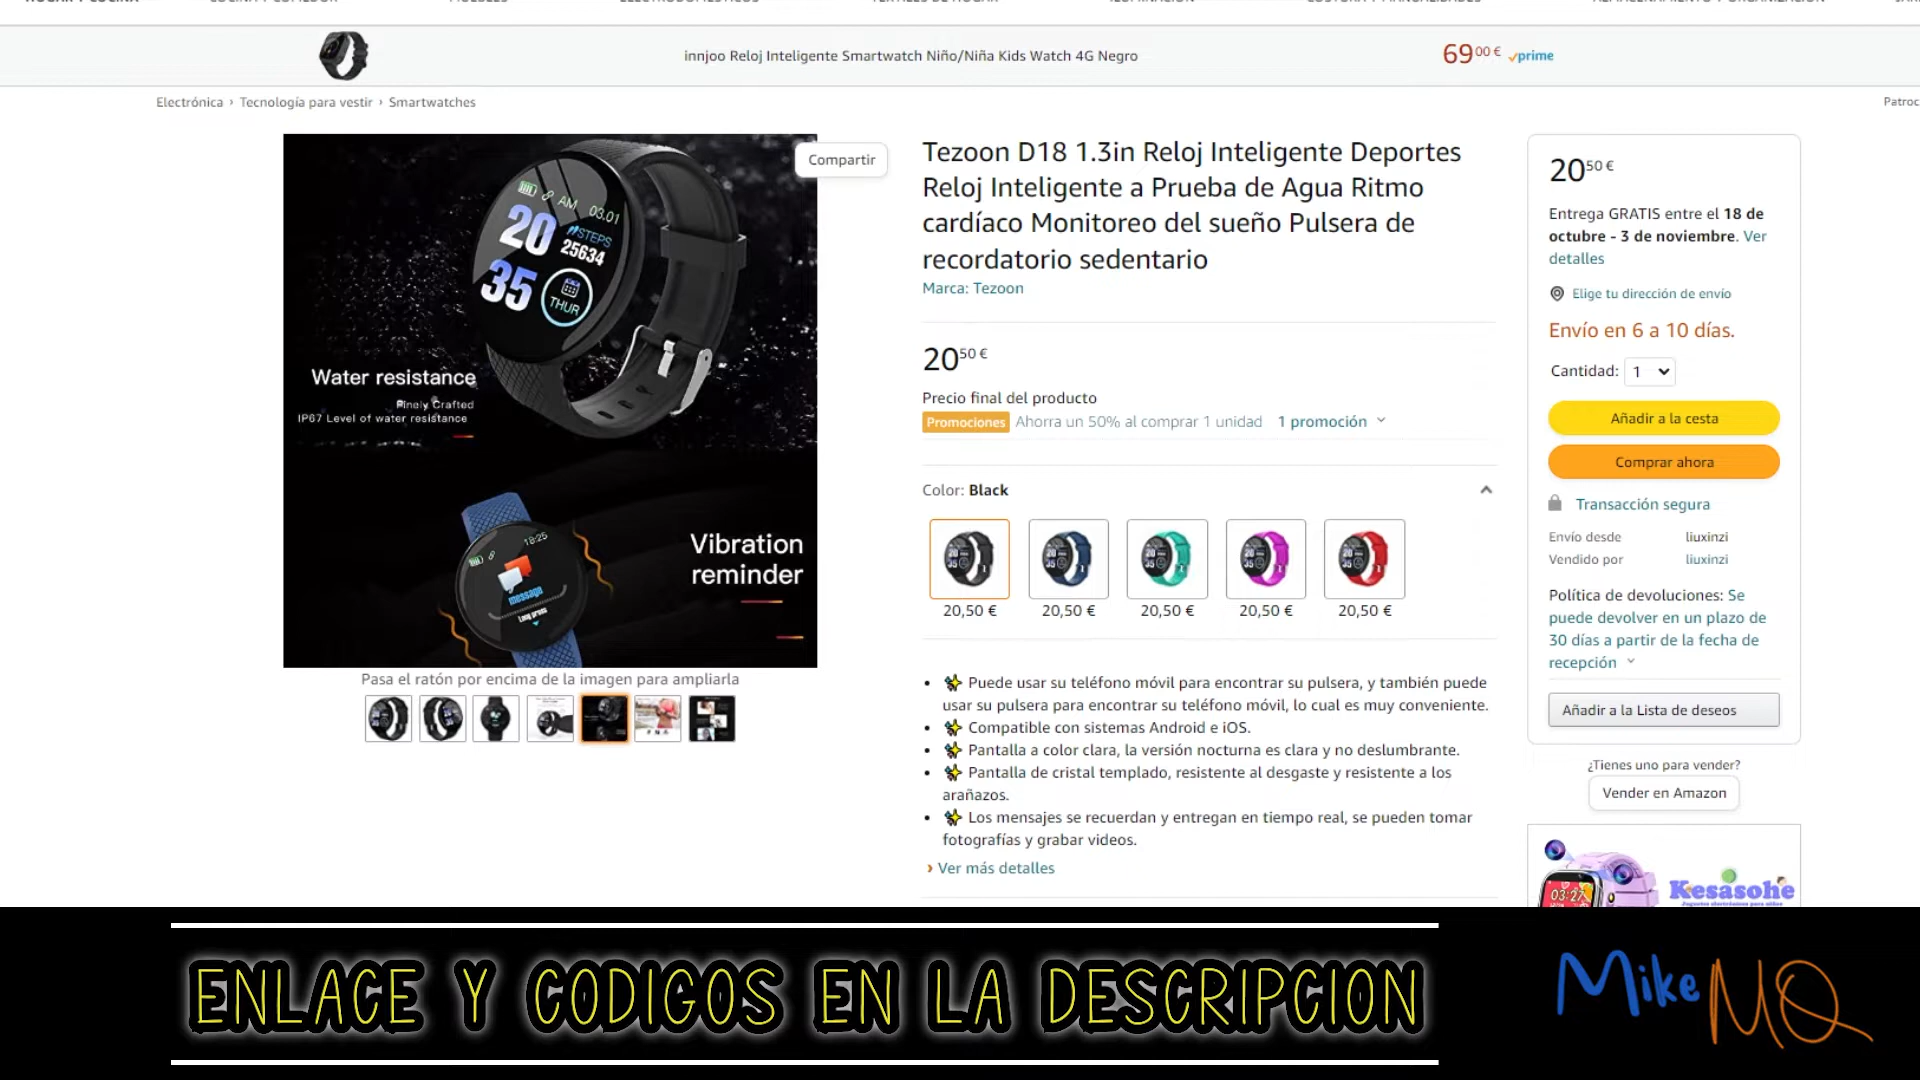 innjoo Reloj Inteligente Smartwatch Niño/Niña Kids Watch 4G Negro
69 00 € prime
Electrónica › Tecnología para vestir › Smartwatches
Patroc
Compartir
AM 03.01
20
STEPS
25634
35
THUR
Water resistance
Finely Crafted
IP67 Level of water resistance
18:25
message
Long press
Vibration
reminder
Pasa el ratón por encima de la imagen para ampliarla
Tezoon D18 1.3in Reloj Inteligente Deportes
Reloj Inteligente a Prueba de Agua Ritmo
cardíaco Monitoreo del sueño Pulsera de
recordatorio sedentario
Marca: Tezoon
20 50 €
Precio final del producto
Promociones Ahorra un 50% al comprar 1 unidad 1 promoción
Color: Black
20,50 € 20,50 € 20,50 € 20,50 € 20,50 €
• Puede usar su teléfono móvil para encontrar su pulsera, y también puede
usar su pulsera para encontrar su teléfono móvil, lo cual es muy conveniente.
• Compatible con sistemas Android e iOS.
• Pantalla a color clara, la versión nocturna es clara y no deslumbrante.
• Pantalla de cristal templado, resistente al desgaste y resistente a los
arañazos.
• Los mensajes se recuerdan y entregan en tiempo real, se pueden tomar
fotografías y grabar videos.
› Ver más detalles
20 50 €
Entrega GRATIS entre el 18 de
octubre - 3 de noviembre. Ver
detalles
Elige tu dirección de envío
Envío en 6 a 10 días.
Cantidad: 1
Añadir a la cesta
Comprar ahora
Transacción segura
Envío desde liuxinzi
Vendido por liuxinzi
Política de devoluciones: Se
puede devolver en un plazo de
30 días a partir de la fecha de
recepción
Añadir a la Lista de deseos
¿Tienes uno para vender?
Vender en Amazon
03:27
Kesasohe
ENLACE Y CODIGOS EN LA DESCRIPCION
Mike MQ